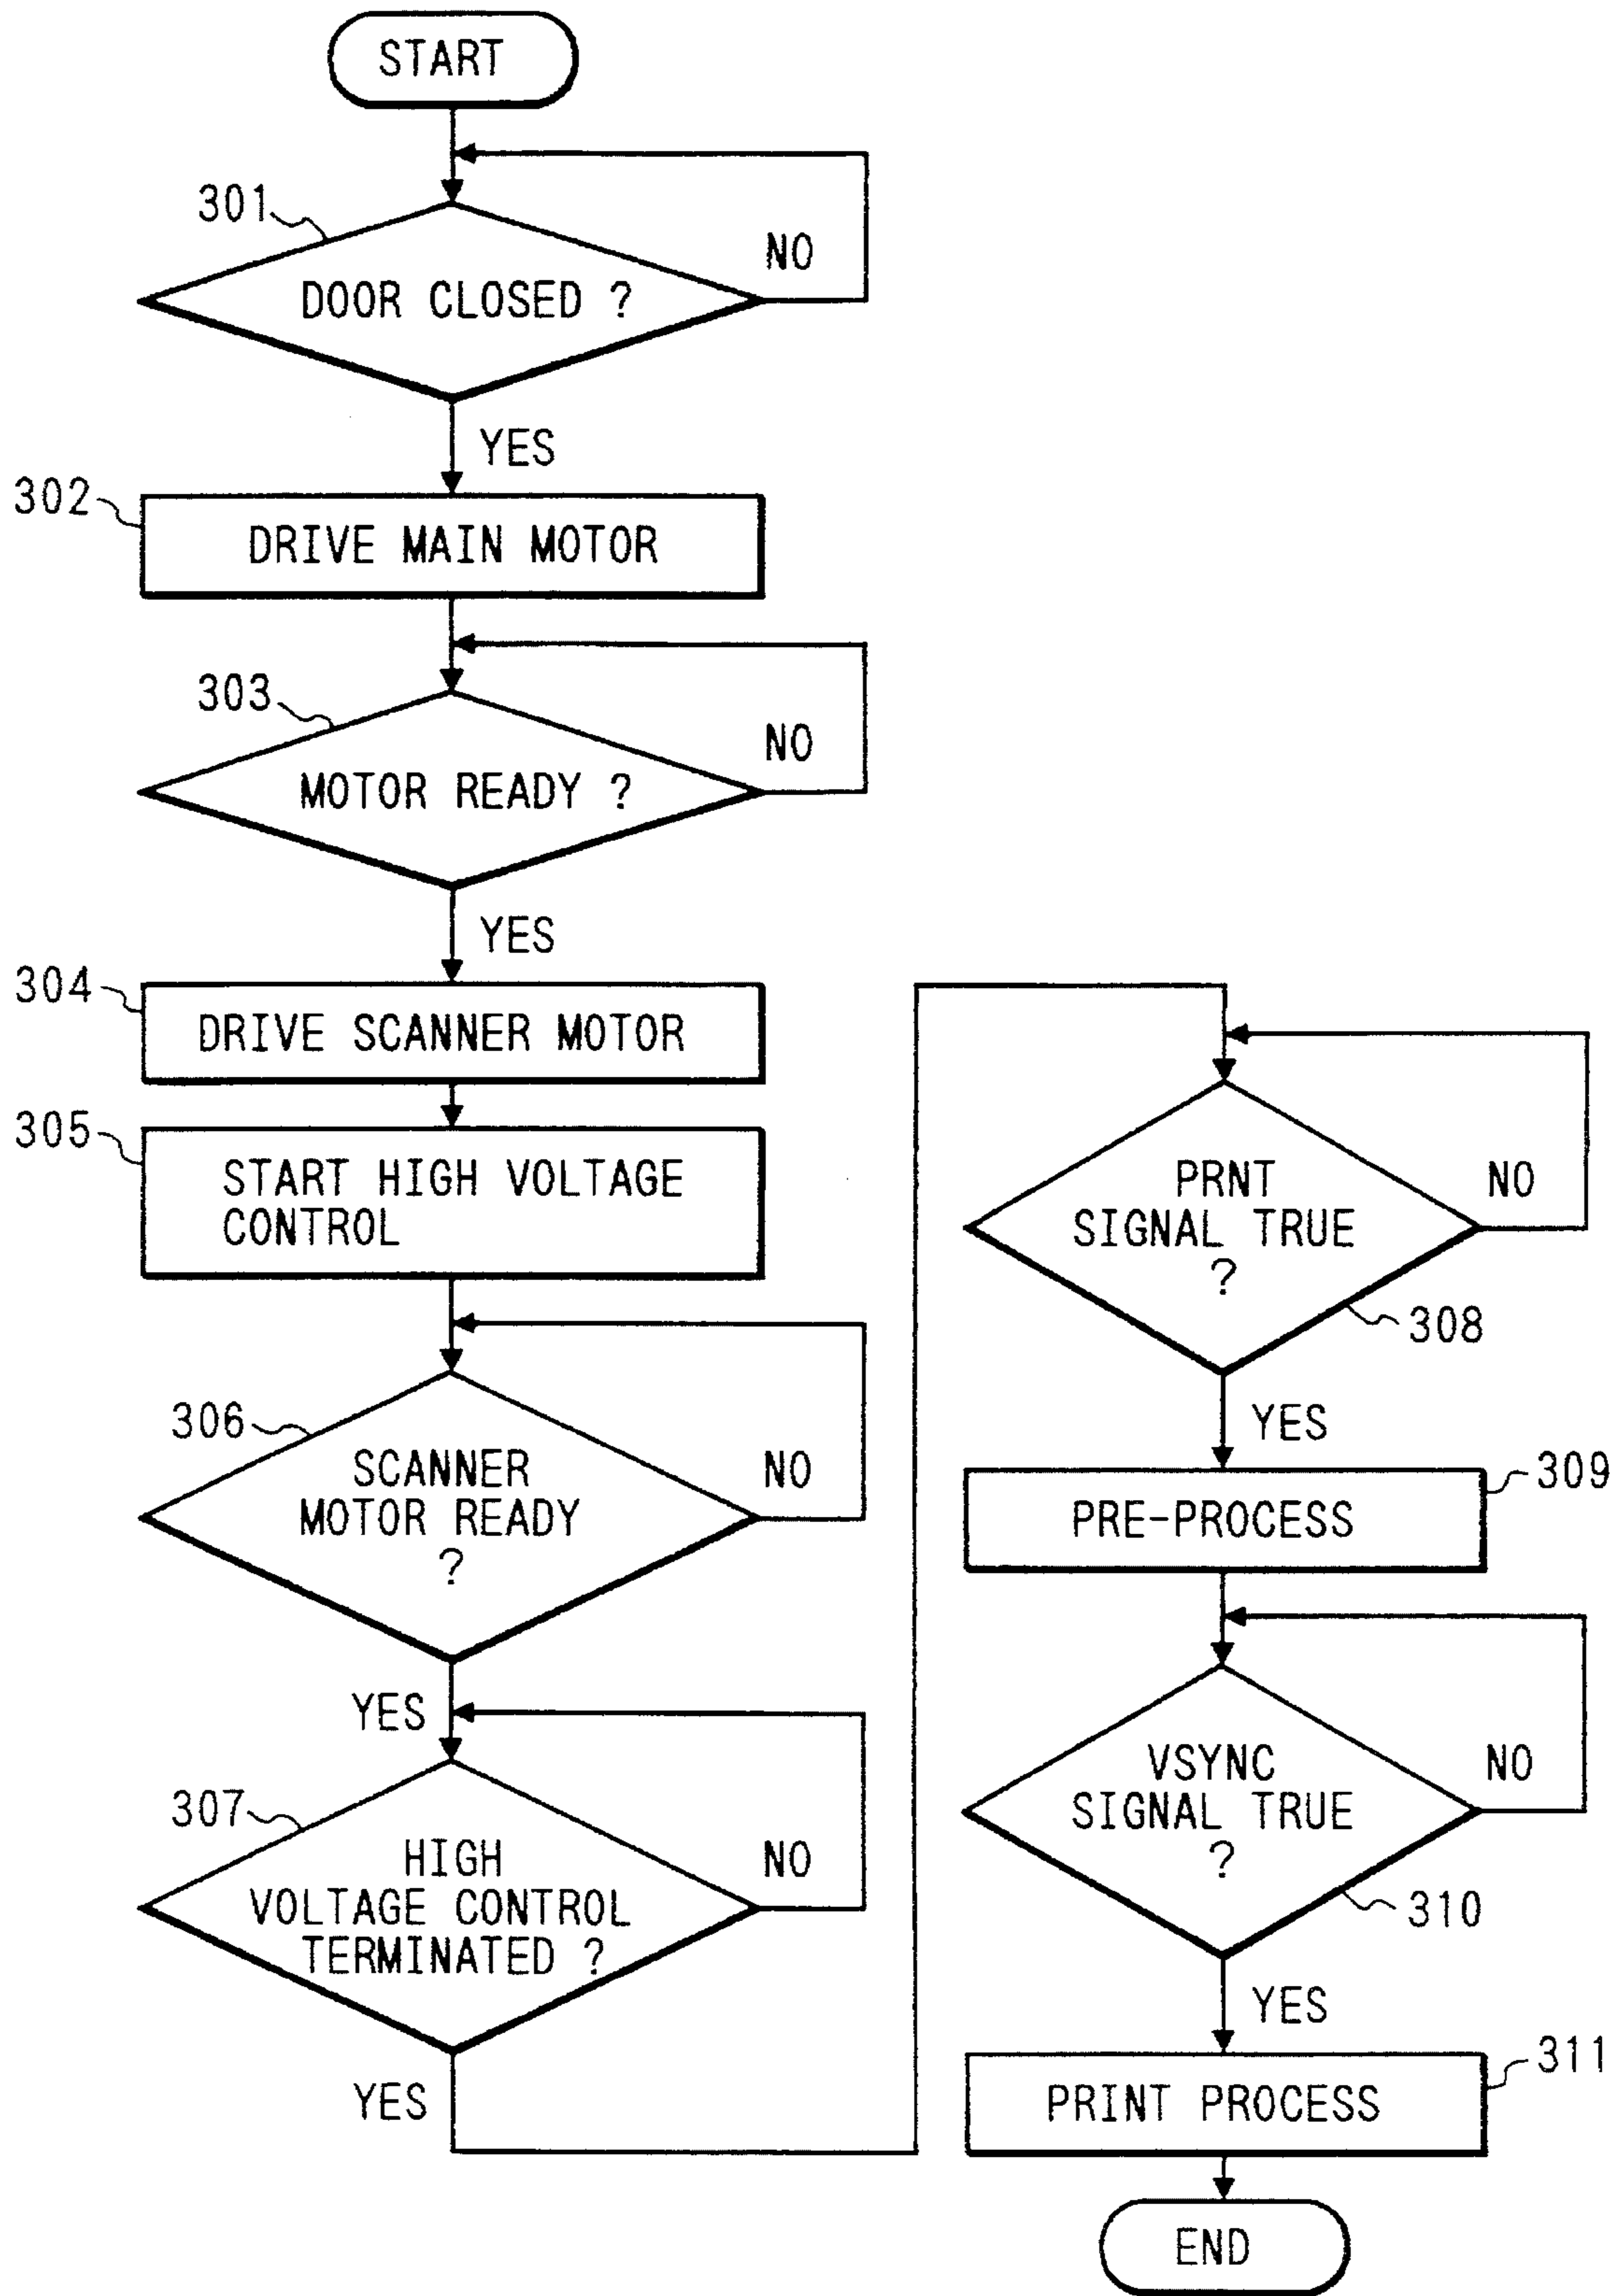 START
301
NO
DOOR CLOSED ?
YES
302
DRIVE MAIN MOTOR
303
NO
MOTOR READY ?
YES
304
DRIVE SCANNER MOTOR
305
START HIGH VOLTAGE
CONTROL
306
SCANNER
NO
MOTOR READY
?
YES
307
HIGH
NO
VOLTAGE CONTROL
TERMINATED ?
YES
PRNT
NO
SIGNAL TRUE
?
308
YES
309
PRE-PROCESS
VSYNC
NO
SIGNAL TRUE
?
310
YES
311
PRINT PROCESS
END